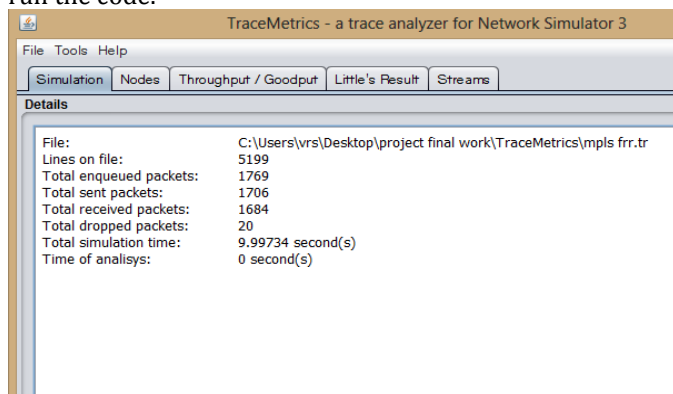 run the code.
TraceMetrics - a trace analyzer for Network Simulator 3
File Tools Help
Simulation Nodes Throughput / Goodput Little's Result Streams
Details
File: C:\Users\vrs\Desktop\project final work\TraceMetrics\mpls frr.tr
Lines on file: 5199
Total enqueued packets: 1769
Total sent packets: 1706
Total received packets: 1684
Total dropped packets: 20
Total simulation time: 9.99734 second(s)
Time of analisys: 0 second(s)